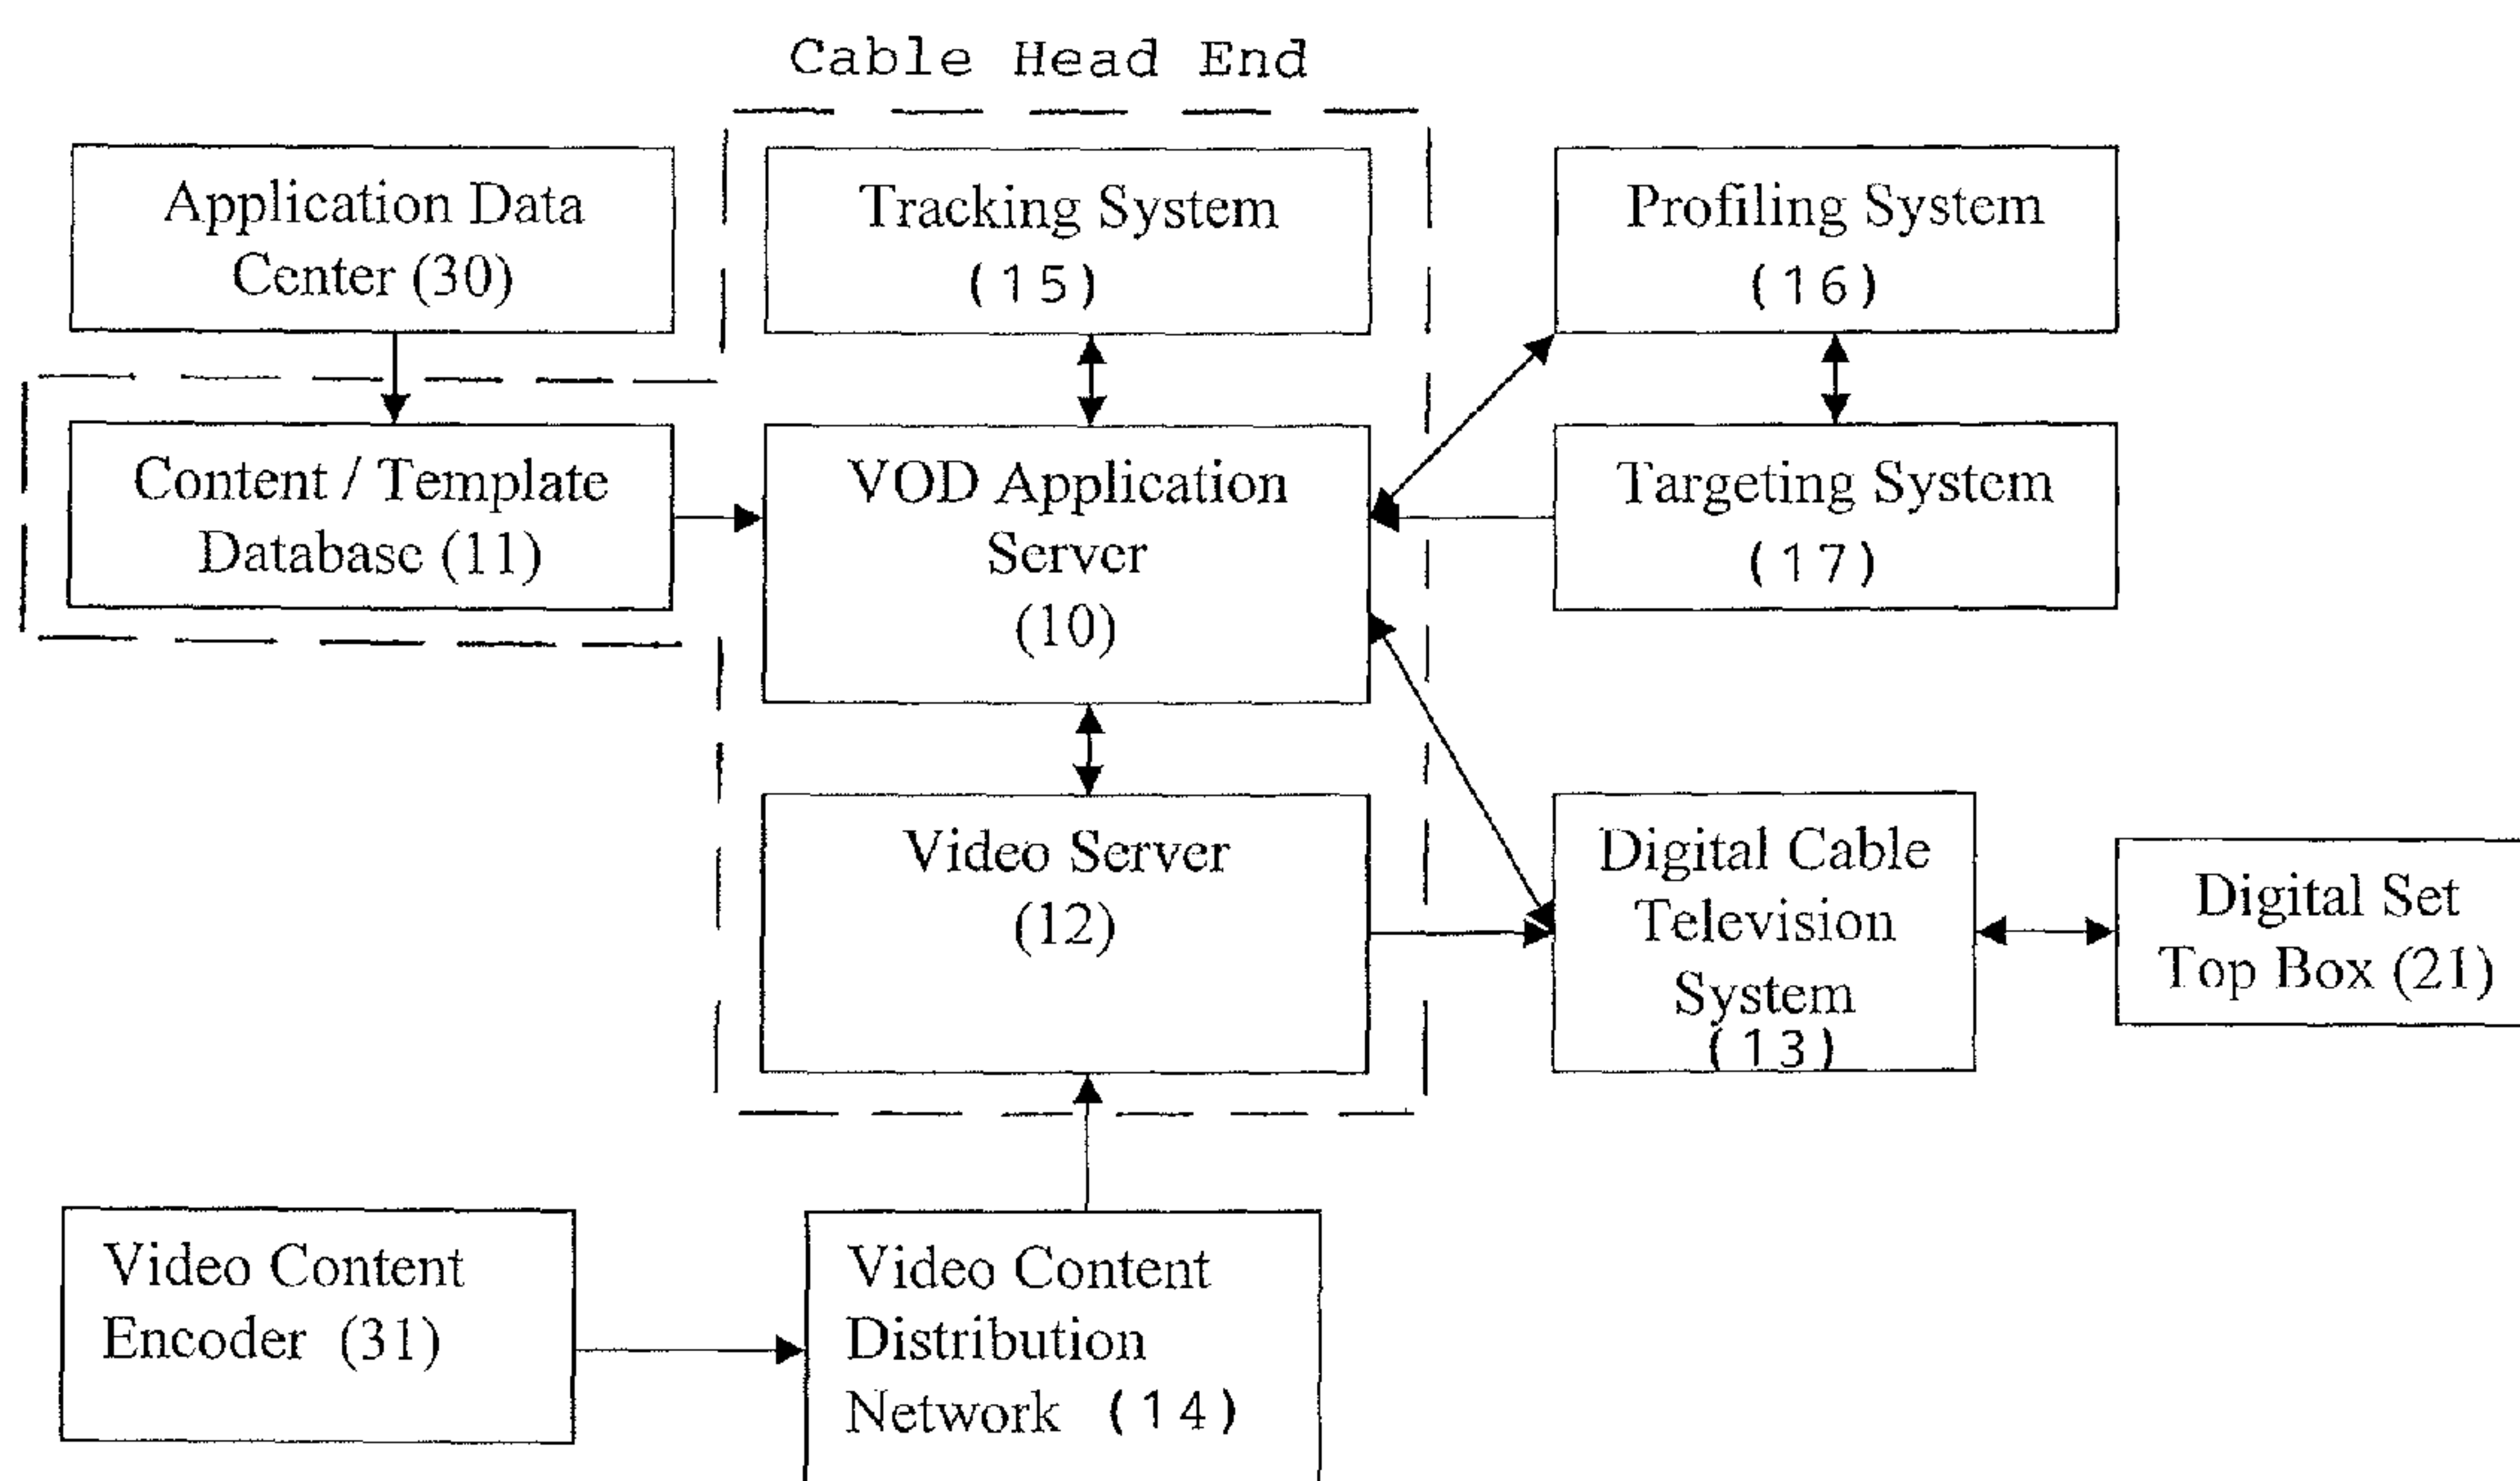 Cable Head End
Application Data
Center (30)
Tracking System
(15)
Profiling System
(16)
Content / Template
Database (11)
VOD Application
Server
(10)
Targeting System
(17)
Video Server
(12)
Digital Cable
Television
System
(13)
Digital Set
Top Box (21)
Video Content
Encoder (31)
Video Content
Distribution
Network (14)